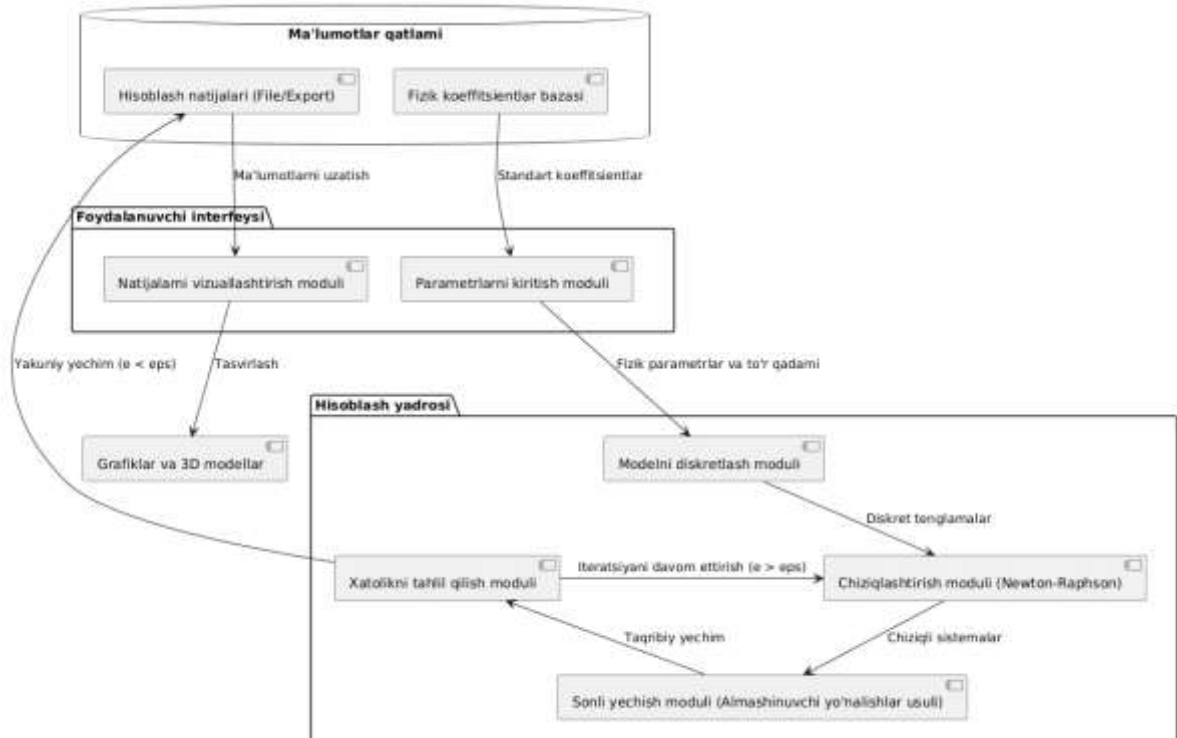 Ma'lumotlar qatlami
Hisoblash natijalari (File/Export)
Fizik koeffitsientlar bazasi
Ma'lumotlarni uzatish
Standart koeffitsientlar
Foydalanuvchi interfeysi
Natijalarni vizuallashtirish moduli
Parametrlarni kiritish moduli
Yakuniy yechim (e < eps)
Tasvirlash
Fizik parametrlar va to'r qadami
Hisoblash yadrosi
Grafiklar va 3D modellar
Modelni diskretlash moduli
Diskret tenglamalar
Xatolikni tahlil qilish moduli
Iteratsiyani davom ettirish (e > eps)
Chiziqlashtirish moduli (Newton-Raphson)
Taqribiy yechim
Chiziqli sistemalar
Sonli yechish moduli (Almashinuvchi yo'nalishlar usuli)